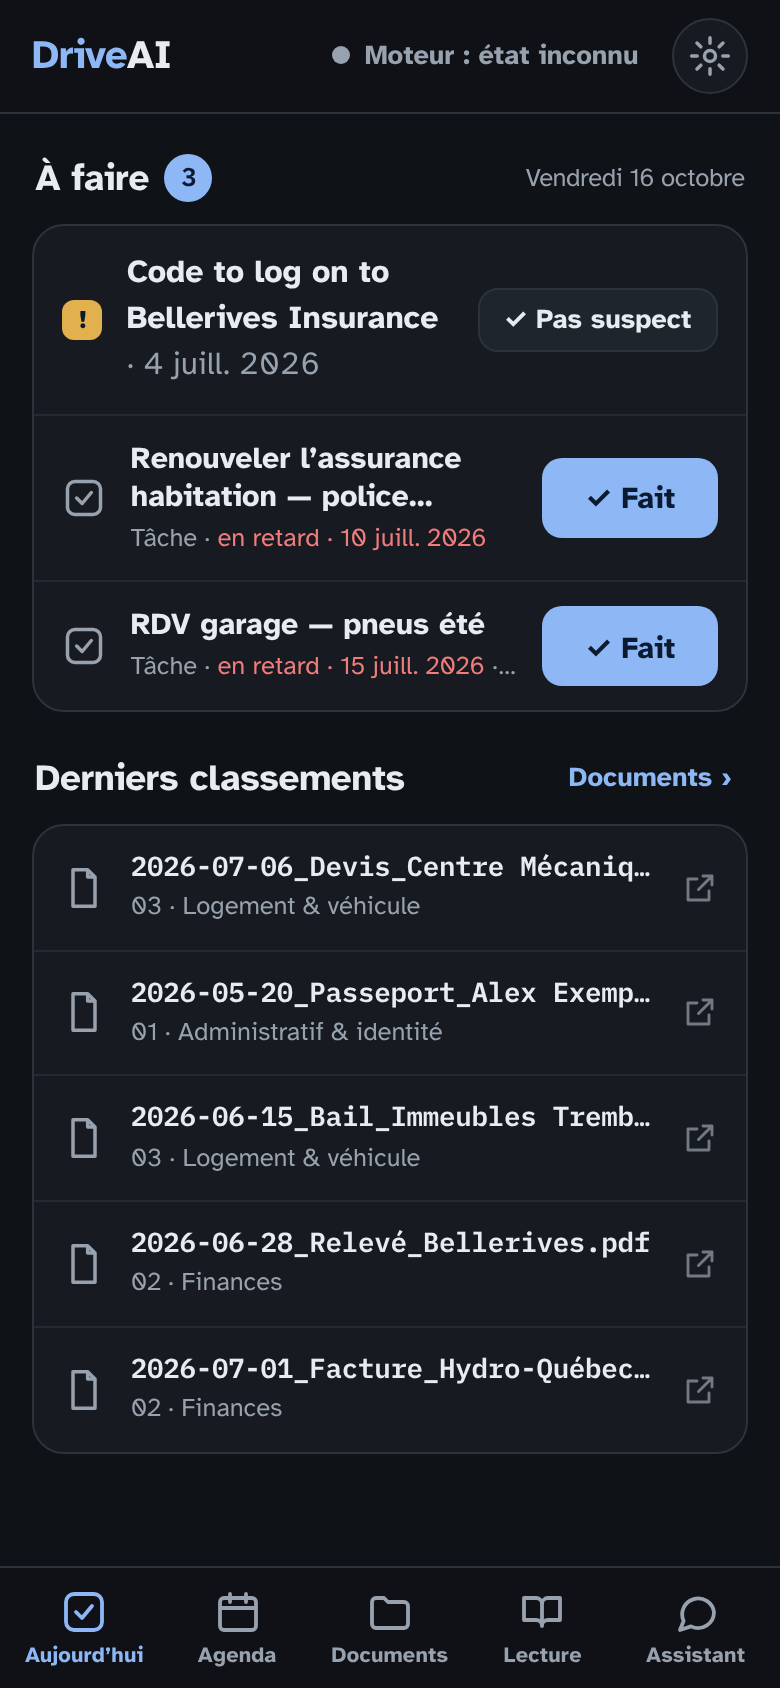 DriveAI
Moteur : état inconnu
À faire 3
Vendredi 16 octobre
Code to log on to
Bellerives Insurance
· 4 juill. 2026
! 
✓ Pas suspect
Renouveler l’assurance
habitation — police…
Tâche · en retard · 10 juill. 2026
✓ Fait
RDV garage — pneus été
Tâche · en retard · 15 juill. 2026 ·…
✓ Fait
Derniers classements
Documents ›
2026-07-06_Devis_Centre Mécaniq…
03 · Logement & véhicule
2026-05-20_Passeport_Alex Exemp…
01 · Administratif & identité
2026-06-15_Bail_Immeubles Tremb…
03 · Logement & véhicule
2026-06-28_Relevé_Bellerives.pdf
02 · Finances
2026-07-01_Facture_Hydro-Québec…
02 · Finances
Aujourd’hui
Agenda
Documents
Lecture
Assistant